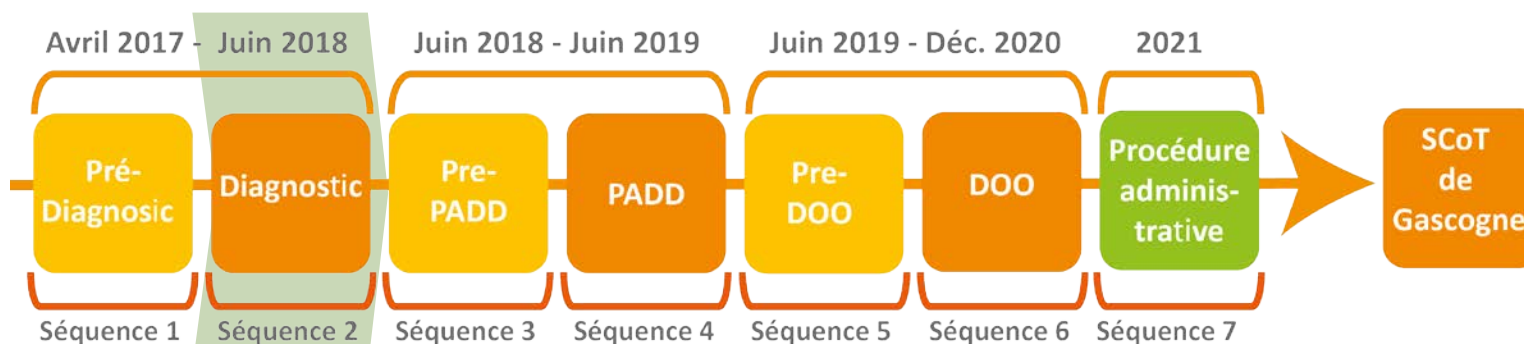 Avril 2017 - Juin 2018
Juin 2018 - Juin 2019
Juin 2019 - Déc. 2020
2021
Pré-
Diagnosic
Diagnostic
Pre-
PADD
PADD
Pre-
DOO
DOO
Procédure
adminis-
trative
SCoT
de
Gascogne
Séquence 1
Séquence 2
Séquence 3
Séquence 4
Séquence 5
Séquence 6
Séquence 7